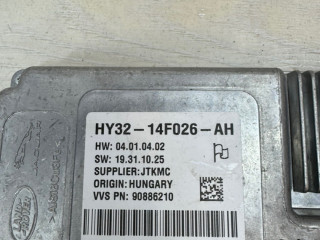 HY32-14F026-AH
HW: 04.01.04.02
SW: 19.31.10.25
SUPPLIER:JTKMC
ORIGIN: HUNGARY
VVS PN: 90886210